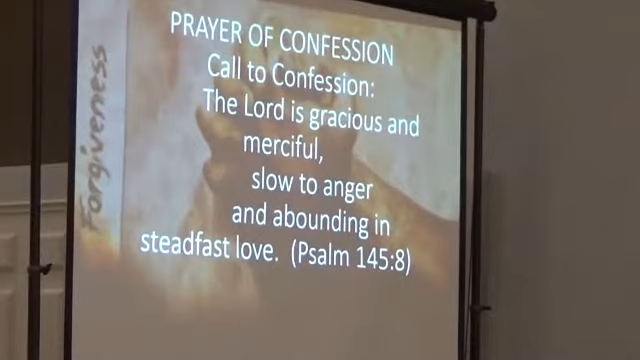 Forgiveness
PRAYER OF CONFESSION
Call to Confession:
The Lord is gracious and
merciful,
slow to anger
and abounding in
steadfast love. (Psalm 145:8)